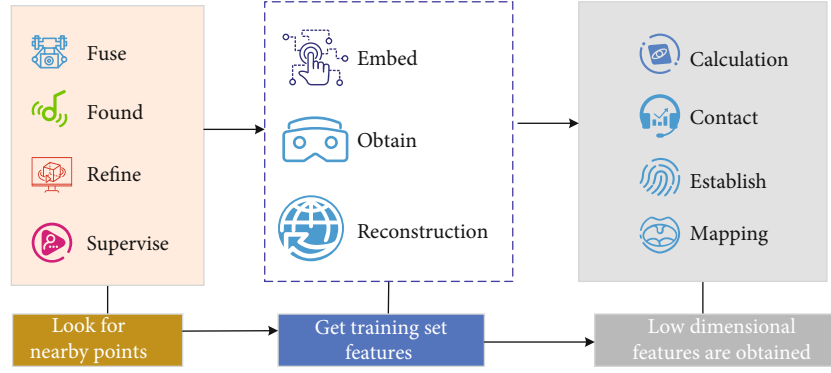 Fuse
Found
Refine
Supervise
Embed
Obtain
Reconstruction
Calculation
Contact
Establish
Mapping
Look for
nearby points
Get training set
features
Low dimensional
features are obtained